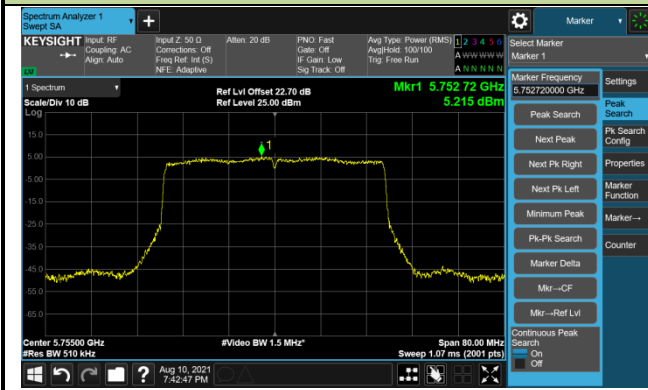 Spectrum Analyzer 1
Swept SA
+
Marker
KEYSIGHT
Input: RF
Coupling: AC
Align: Auto
Input Z: 50 Ω
Corrections: Off
Freq Ref: Int (S)
NFE: Adaptive
Atten: 20 dB
PNO: Fast
Gate: Off
IF Gain: Low
Sig Track: Off
Avg Type: Power (RMS)
Avg|Hold: 100/100
Trig: Free Run
1 2 3 4 5 6
A W W W W W
A N N N N N
Select Marker
Marker 1
1 Spectrum
Scale/Div 10 dB
Log
Ref Lvl Offset 22.70 dB
Ref Level 25.00 dBm
Mkr1 5.752 72 GHz
5.215 dBm
15.0
5.00
-5.00
-15.0
-25.0
-35.0
-45.0
-55.0
-65.0
1
Center 5.75500 GHz
#Res BW 510 kHz
#Video BW 1.5 MHz*
Span 80.00 MHz
Sweep 1.07 ms (2001 pts)
Marker Frequency
5.752720000 GHz
Peak Search
Next Peak
Next Pk Right
Next Pk Left
Minimum Peak
Pk-Pk Search
Marker Delta
Mkr→CF
Mkr→Ref Lvl
Continuous Peak
Search
On
Off
Settings
Peak
Search
Pk Search
Config
Properties
Marker
Function
Marker→
Counter
?
Aug 10, 2021
7:42:47 PM